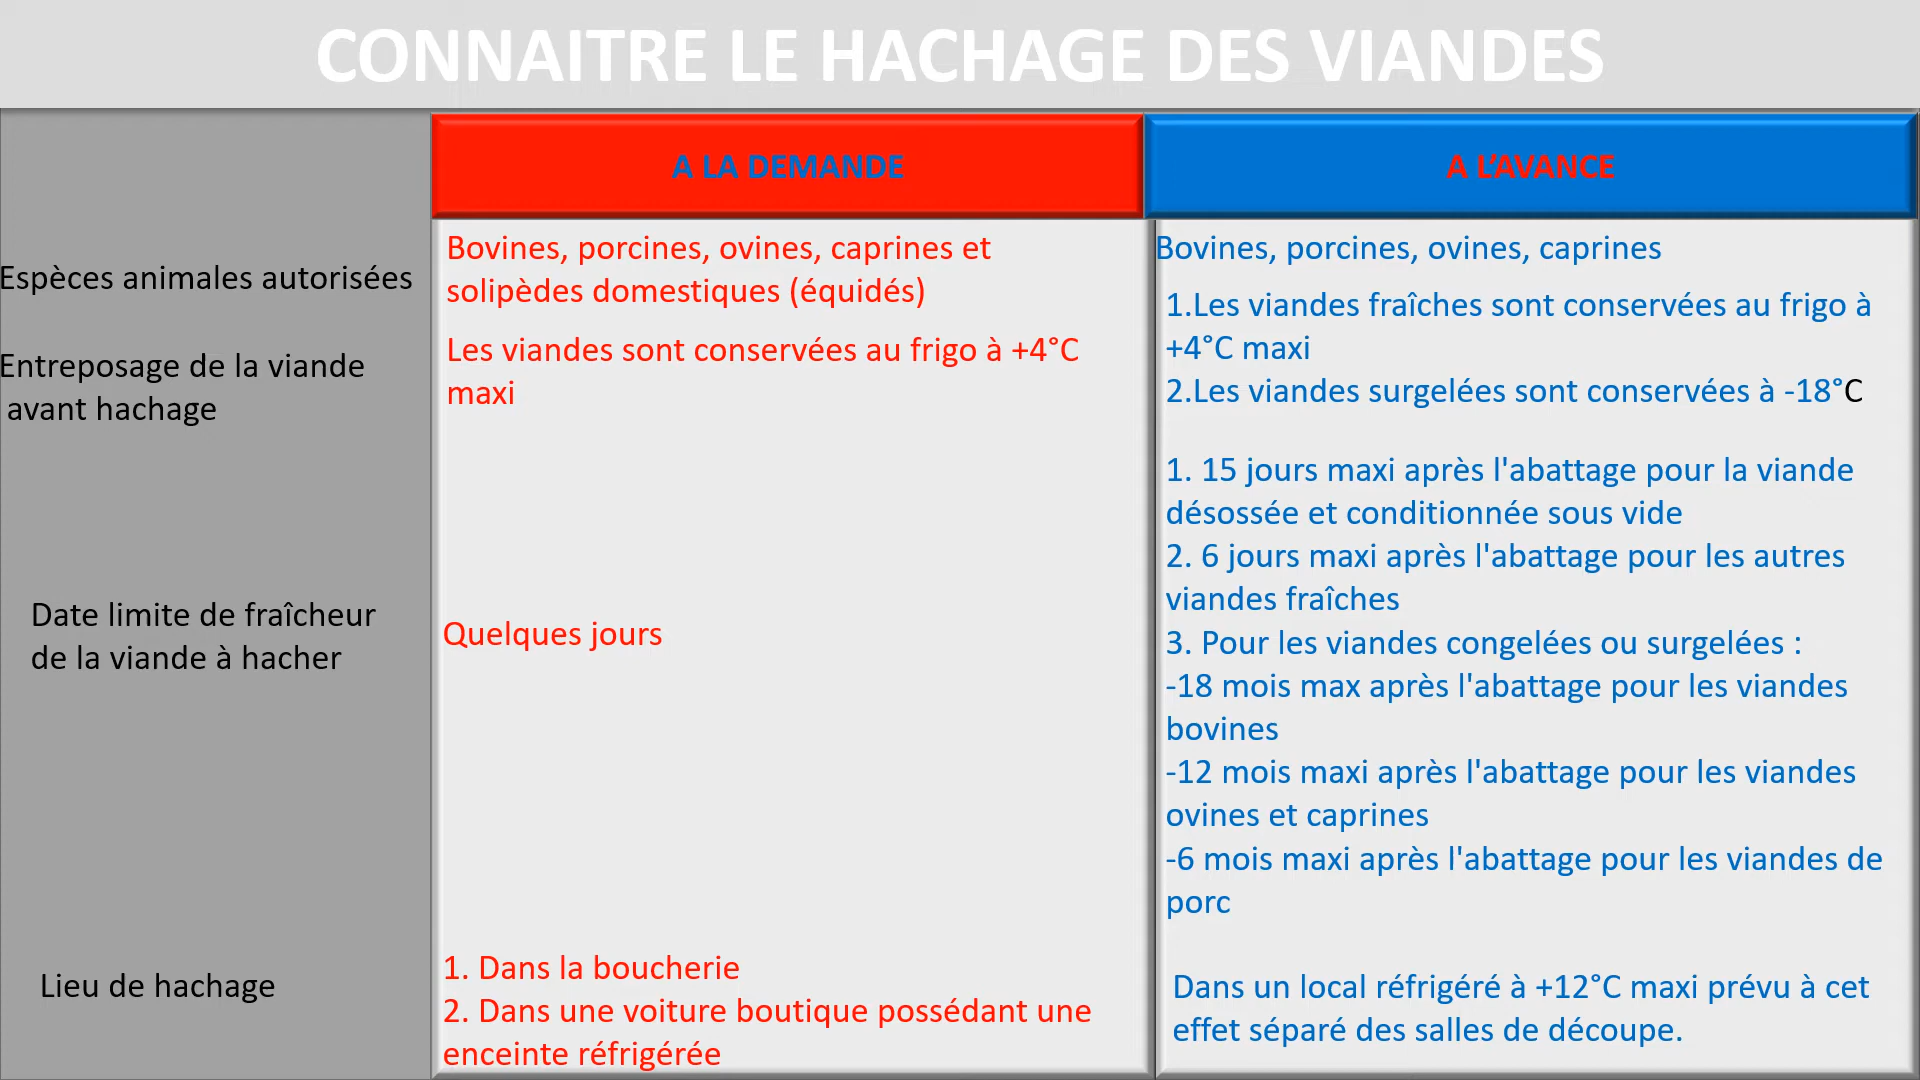 CONNAITRE LE HACHAGE DES VIANDES
A LA DEMANDE
A L’AVANCE
Espèces animales autorisées
Bovines, porcines, ovines, caprines et
solipèdes domestiques (équidés)
Bovines, porcines, ovines, caprines
Entreposage de la viande
avant hachage
Les viandes sont conservées au frigo à +4°C
maxi
1.Les viandes fraîches sont conservées au frigo à
+4°C maxi
2.Les viandes surgelées sont conservées à -18°C
Date limite de fraîcheur
de la viande à hacher
Quelques jours
1. 15 jours maxi après l'abattage pour la viande
désossée et conditionnée sous vide
2. 6 jours maxi après l'abattage pour les autres
viandes fraîches
3. Pour les viandes congelées ou surgelées :
-18 mois max après l'abattage pour les viandes
bovines
-12 mois maxi après l'abattage pour les viandes
ovines et caprines
-6 mois maxi après l'abattage pour les viandes de
porc
Lieu de hachage
1. Dans la boucherie
2. Dans une voiture boutique possédant une
enceinte réfrigérée
Dans un local réfrigéré à +12°C maxi prévu à cet
effet séparé des salles de découpe.